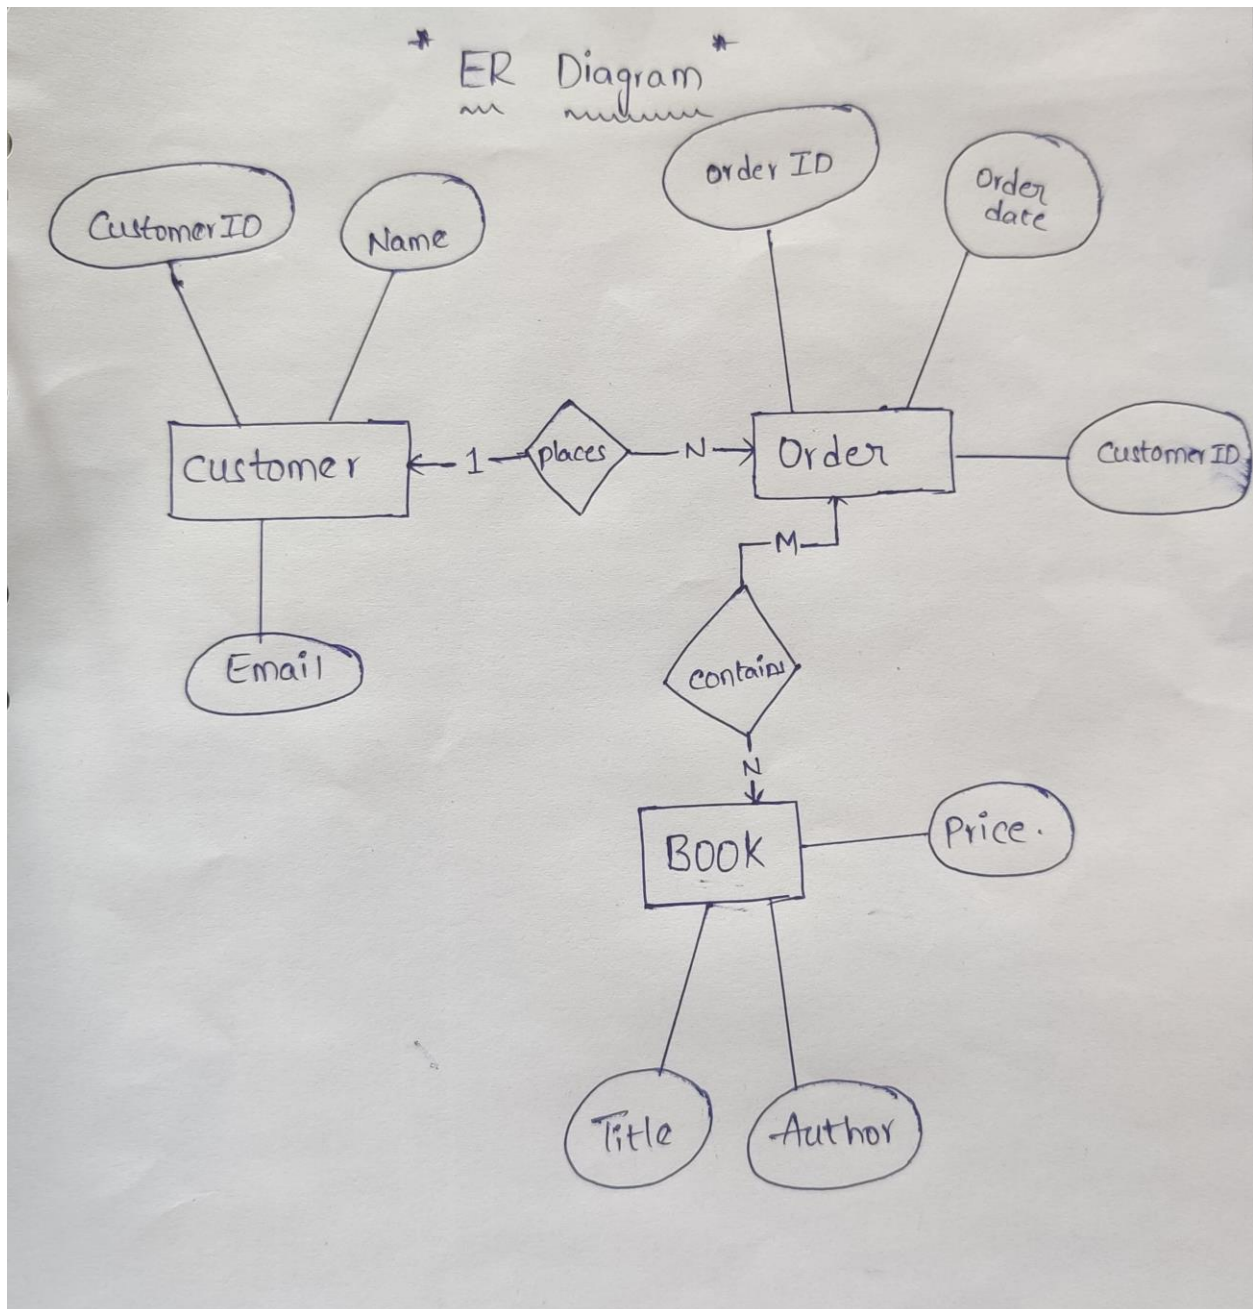 * ER Diagram *
Order ID
Order
date
CustomerID
Name
Customer
1
places
N
Order
CustomerID
M
Email
contains
N
BOOK
Price.
Title
Author